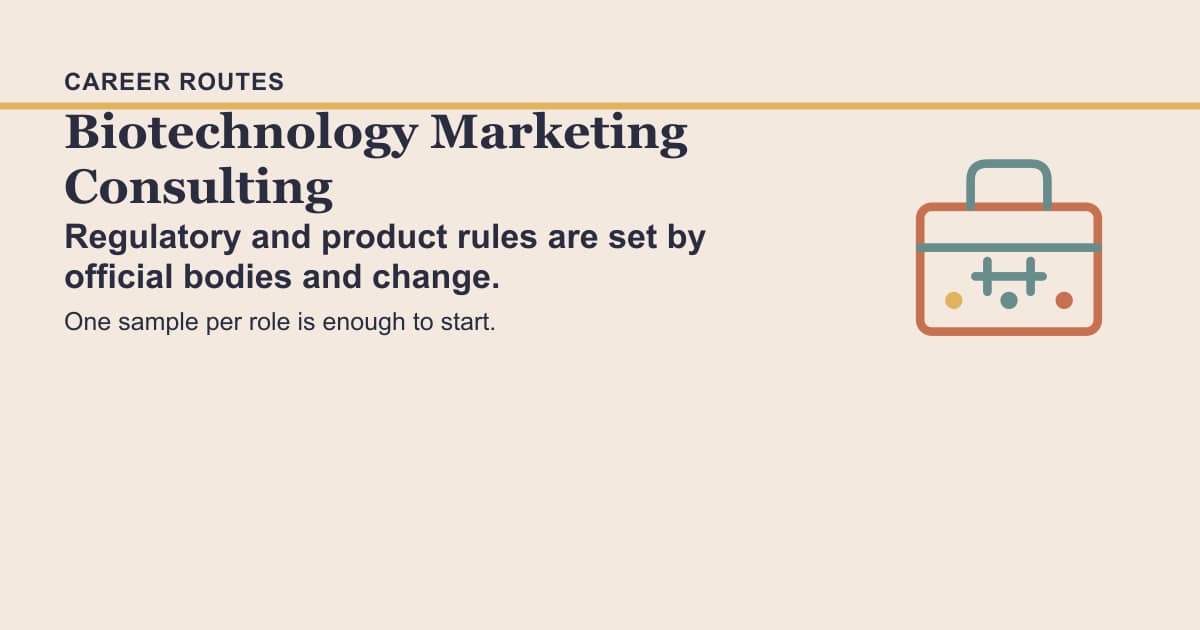 CAREER ROUTES
Biotechnology Marketing
Consulting
Regulatory and product rules are set by
official bodies and change.
One sample per role is enough to start.